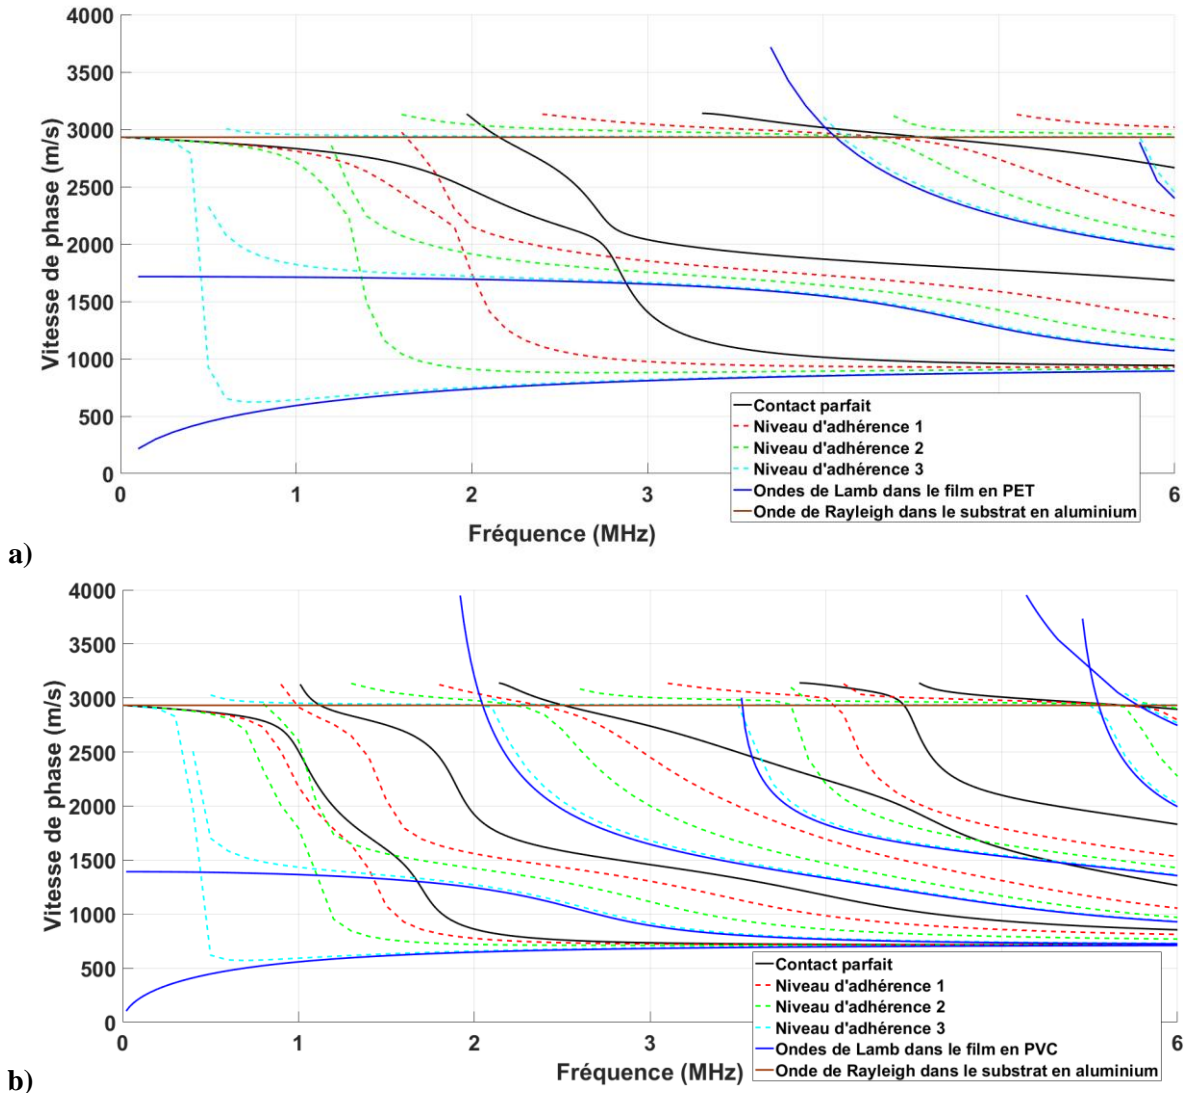 4000
3500
3000
2500
2000
1500
1000
500
0
Vitesse de phase (m/s)
0
1
2
3
6
Fréquence (MHz)
Contact parfait
Niveau d'adhérence 1
Niveau d'adhérence 2
Niveau d'adhérence 3
Ondes de Lamb dans le film en PET
Onde de Rayleigh dans le substrat en aluminium
a)
4000
3500
3000
2500
2000
1500
1000
500
0
Vitesse de phase (m/s)
0
1
2
3
6
Fréquence (MHz)
Contact parfait
Niveau d'adhérence 1
Niveau d'adhérence 2
Niveau d'adhérence 3
Ondes de Lamb dans le film en PVC
Onde de Rayleigh dans le substrat en aluminium
b)